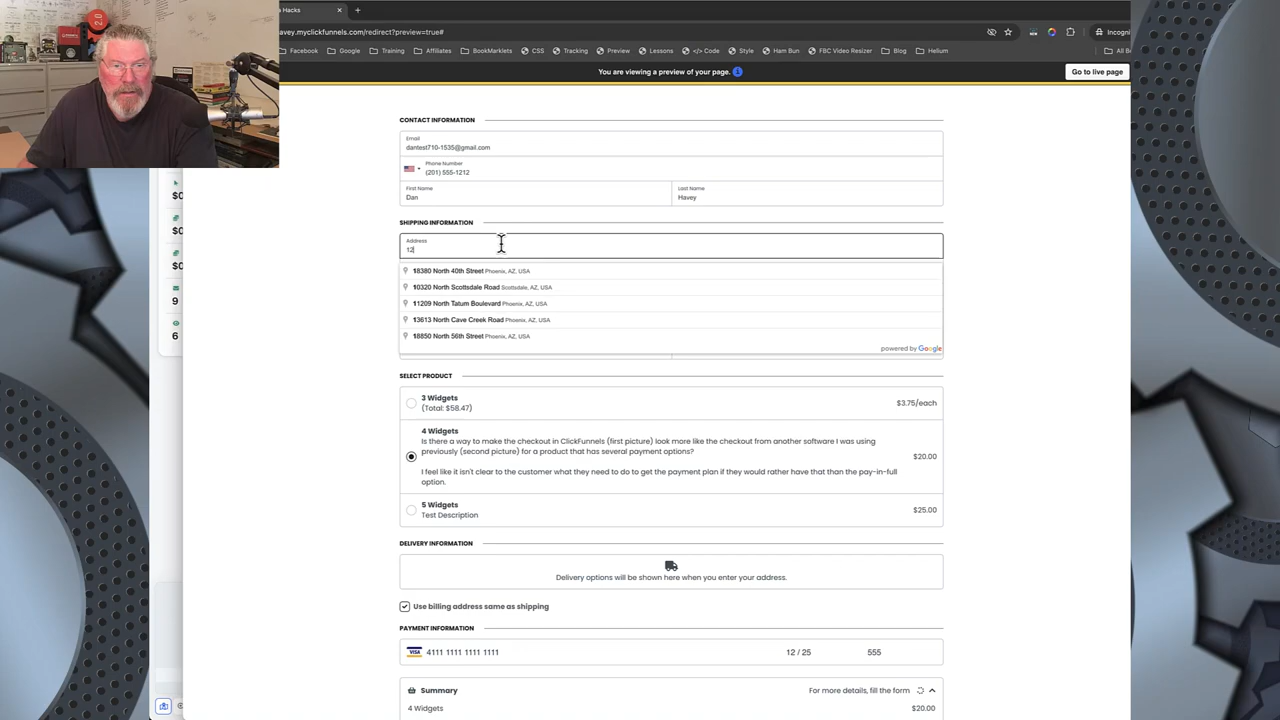 Hacks
2.0
avey.myclickfunnels.com/redirect?preview=true#
Incogni
Facebook
Google
Training
Affiliates
BookMarklets
CSS
Tracking
Preview
Lessons
</> Code
Style
Ham Bun
FBC Video Resizer
Blog
Helium
All B
You are viewing a preview of your page.
Go to live page
CONTACT INFORMATION
Email
dantest710-1535@gmail.com
Phone Number
(201) 555-1212
First Name
Dan
Last Name
Havey
SHIPPING INFORMATION
Address
12
18380 North 40th Street Phoenix, AZ, USA
10320 North Scottsdale Road Scottsdale, AZ, USA
11209 North Tatum Boulevard Phoenix, AZ, USA
13613 North Cave Creek Road Phoenix, AZ, USA
18850 North 56th Street Phoenix, AZ, USA
powered by Google
SELECT PRODUCT
3 Widgets
(Total: $58.47)
$3.75/each
4 Widgets
Is there a way to make the checkout in ClickFunnels (first picture) look more like the checkout from another software I was using
previously (second picture) for a product that has several payment options?
I feel like it isn't clear to the customer what they need to do to get the payment plan if they would rather have that than the pay-in-full
option.
$20.00
5 Widgets
Test Description
$25.00
DELIVERY INFORMATION
Delivery options will be shown here when you enter your address.
Use billing address same as shipping
PAYMENT INFORMATION
VISA 4111 1111 1111 1111 12 / 25 555
Summary
For more details, fill the form
4 Widgets
$20.00
$0
$0
$0
9
6